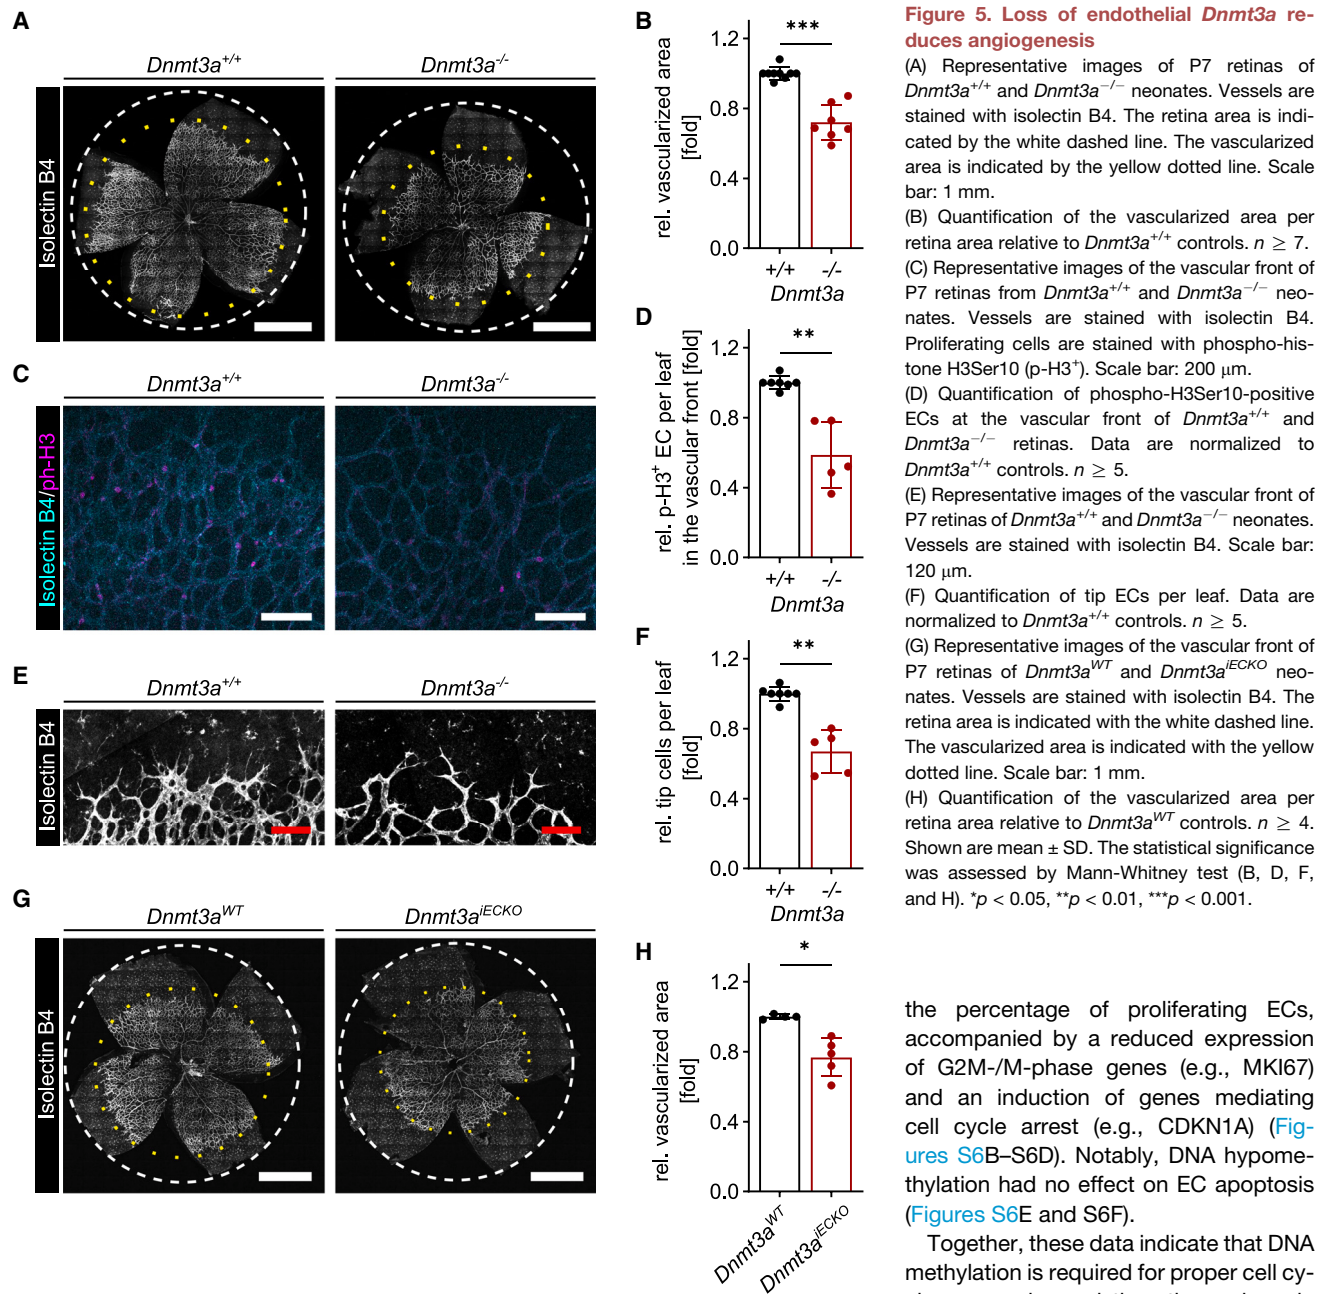 A
Dnmt3a+/+
Dnmt3a-/-
Isolectin B4
B
***
rel. vascularized area
[fold]
1.2
0.8
0.4
0.0
+/+
-/-
Dnmt3a
C
Dnmt3a+/+
Dnmt3a-/-
Isolectin B4/ph-H3
D
**
rel. p-H3+ EC per leaf
in the vascular front [fold]
1.2
0.8
0.4
0.0
+/+
-/-
Dnmt3a
E
Dnmt3a+/+
Dnmt3a-/-
Isolectin B4
F
**
rel. tip cells per leaf
[fold]
1.2
0.8
0.4
0.0
+/+
-/-
Dnmt3a
G
Dnmt3aWT
Dnmt3aiECKO
Isolectin B4
H
*
rel. vascularized area
[fold]
1.2
0.8
0.4
0.0
Dnmt3aWT
Dnmt3aiECKO
Figure 5. Loss of endothelial Dnmt3a re-
duces angiogenesis
(A) Representative images of P7 retinas of
Dnmt3a+/+ and Dnmt3a−/− neonates. Vessels are
stained with isolectin B4. The retina area is indi-
cated by the white dashed line. The vascularized
area is indicated by the yellow dotted line. Scale
bar: 1 mm.
(B) Quantification of the vascularized area per
retina area relative to Dnmt3a+/+ controls. n ≥ 7.
(C) Representative images of the vascular front of
P7 retinas from Dnmt3a+/+ and Dnmt3a−/− neo-
nates. Vessels are stained with isolectin B4.
Proliferating cells are stained with phospho-his-
tone H3Ser10 (p-H3+). Scale bar: 200 μm.
(D) Quantification of phospho-H3Ser10-positive
ECs at the vascular front of Dnmt3a+/+ and
Dnmt3a−/− retinas. Data are normalized to
Dnmt3a+/+ controls. n ≥ 5.
(E) Representative images of the vascular front of
P7 retinas of Dnmt3a+/+ and Dnmt3a−/− neonates.
Vessels are stained with isolectin B4. Scale bar:
120 μm.
(F) Quantification of tip ECs per leaf. Data are
normalized to Dnmt3a+/+ controls. n ≥ 5.
(G) Representative images of the vascular front of
P7 retinas of Dnmt3aWT and Dnmt3aiECKO neo-
nates. Vessels are stained with isolectin B4. The
retina area is indicated with the white dashed line.
The vascularized area is indicated with the yellow
dotted line. Scale bar: 1 mm.
(H) Quantification of the vascularized area per
retina area relative to Dnmt3aWT controls. n ≥ 4.
Shown are mean ± SD. The statistical significance
was assessed by Mann-Whitney test (B, D, F,
and H). *p < 0.05, **p < 0.01, ***p < 0.001.
the percentage of proliferating ECs,
accompanied by a reduced expression
of G2M-/M-phase genes (e.g., MKI67)
and an induction of genes mediating
cell cycle arrest (e.g., CDKN1A) (Fig-
ures S6B–S6D). Notably, DNA hypome-
thylation had no effect on EC apoptosis
(Figures S6E and S6F).
Together, these data indicate that DNA
methylation is required for proper cell cy-